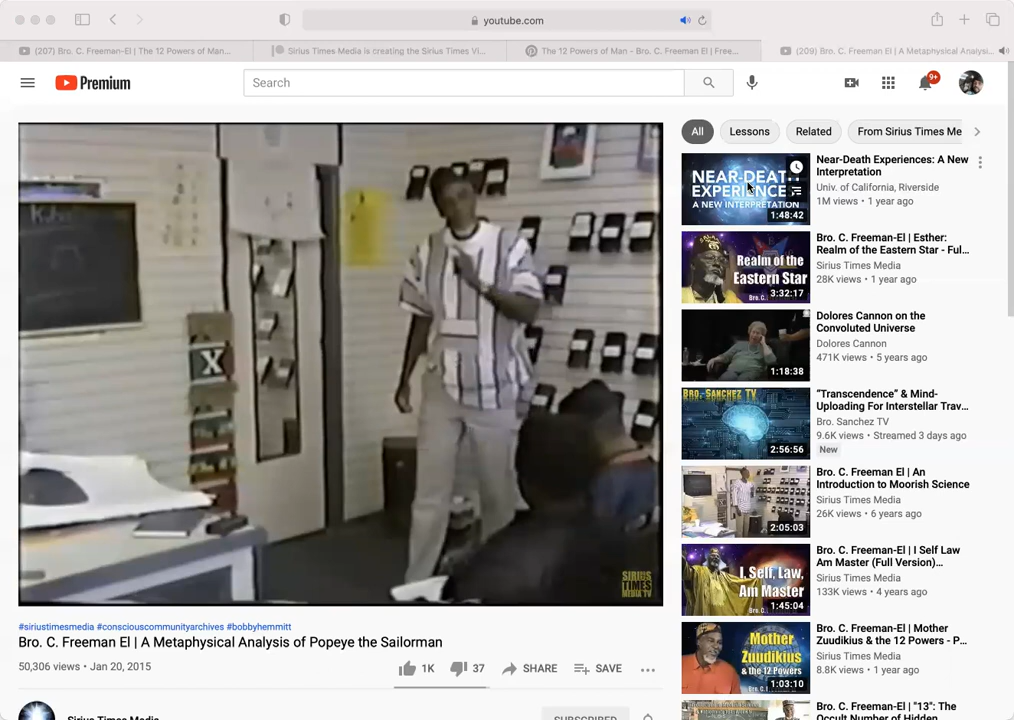 youtube.com
(207) Bro. C. Freeman-El | The 12 Powers of Man...
Sirius Times Media is creating the Sirius Times Vi...
The 12 Powers of Man - Bro. C. Freeman El | Free...
(209) Bro. C. Freeman El | A Metaphysical Analysi...
Premium
Search
9+
All
Lessons
Related
From Sirius Times Me
X
SIRIUS
TIMES
MEDIA TV
#siriustimesmedia #consciouscommunityarchives #bobbyhemmitt
Bro. C. Freeman El | A Metaphysical Analysis of Popeye the Sailorman
50,306 views • Jan 20, 2015
1K
37
SHARE
SAVE
Sirius Times Media
SUBSCRIBED
NEAR-DEATH
EXPERIENCE
A NEW INTERPRETATION
1:48:42
Near-Death Experiences: A New
Interpretation
Univ. of California, Riverside
1M views • 1 year ago
Realm of the
Eastern Star
3:32:17
Bro. C. Freeman-El | Esther:
Realm of the Eastern Star - Ful...
Sirius Times Media
28K views • 1 year ago
1:18:38
Dolores Cannon on the
Convoluted Universe
Dolores Cannon
471K views • 5 years ago
BRO. SANCHEZ TV
2:56:56
“Transcendence” & Mind-
Uploading For Interstellar Trav...
Bro. Sanchez TV
9.6K views • Streamed 3 days ago
New
2:05:03
Bro. C. Freeman El | An
Introduction to Moorish Science
Sirius Times Media
26K views • 6 years ago
I, Self, Law,
Am Master
1:45:04
Bro. C. Freeman-El | I Self Law
Am Master (Full Version)...
Sirius Times Media
133K views • 4 years ago
Mother
Zuudikius
& the 12 Powers
1:03:10
Bro. C. Freeman-El | Mother
Zuudikius & the 12 Powers - P...
Sirius Times Media
8.8K views • 1 year ago
Bro. C. Freeman-El | "13": The
Occult Number of Hidden